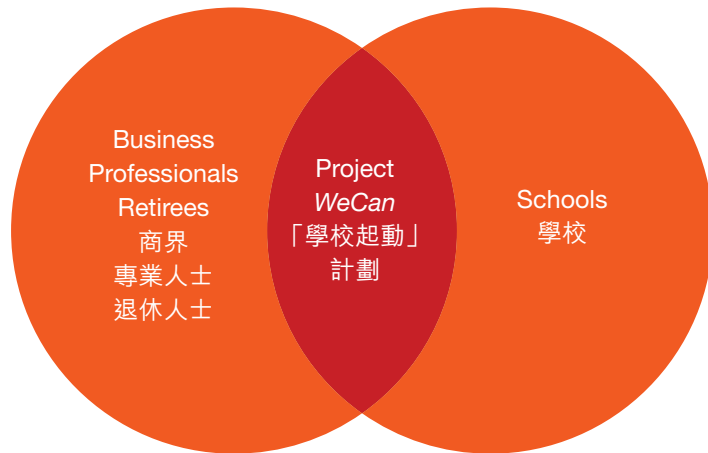 Business
Professionals
Retirees
商界
專業人士
退休人士
Project
WeCan
「學校起動」
計劃
Schools
學校